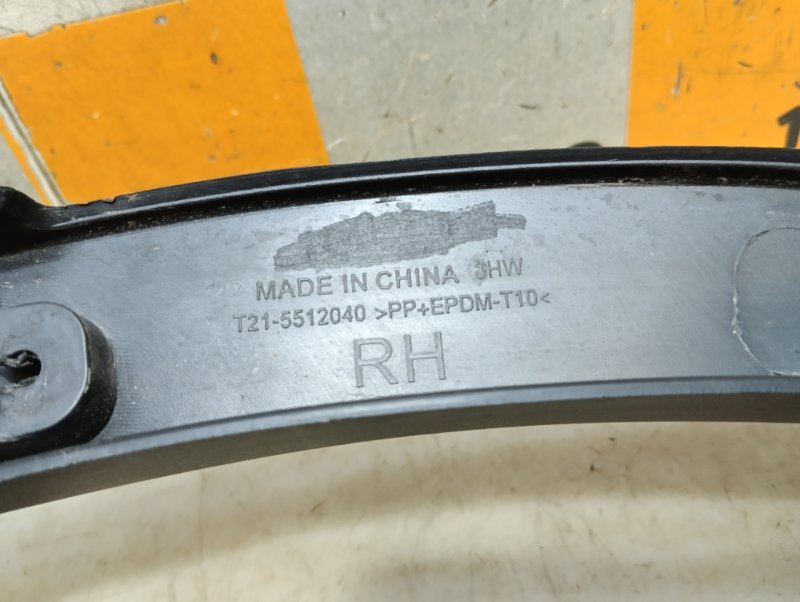 MADE IN CHINA JHW
T21-5512040 >PP+EPDM-T10<
RH